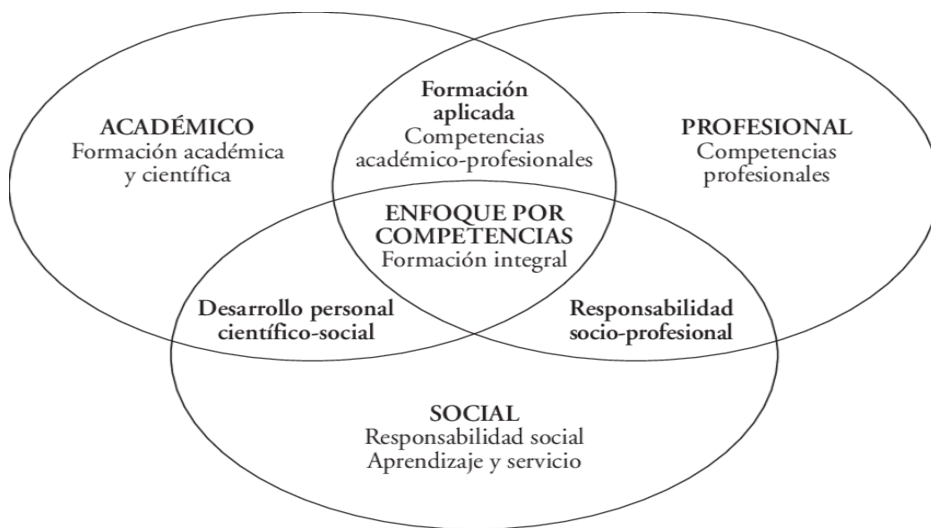 Formación
aplicada
Competencias
académico-profesionales
ACADÉMICO
Formación académica
y científica
PROFESIONAL
Competencias
profesionales
ENFOQUE POR
COMPETENCIAS
Formación integral
Desarrollo personal
científico-social
Responsabilidad
socio-profesional
SOCIAL
Responsabilidad social
Aprendizaje y servicio